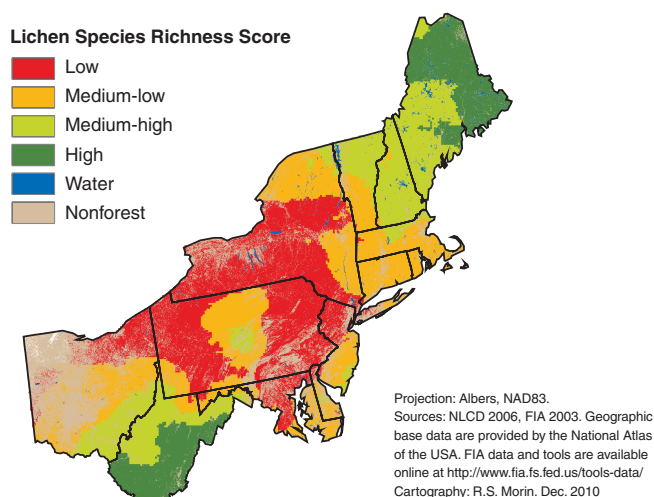 Lichen Species Richness Score
Low
Medium-low
Medium-high
High
Water
Nonforest
Projection: Albers, NAD83.
Sources: NLCD 2006, FIA 2003. Geographic
base data are provided by the National Atlas
of the USA. FIA data and tools are available
online at http://www.fia.fs.fed.us/tools-data/
Cartography: R.S. Morin. Dec. 2010